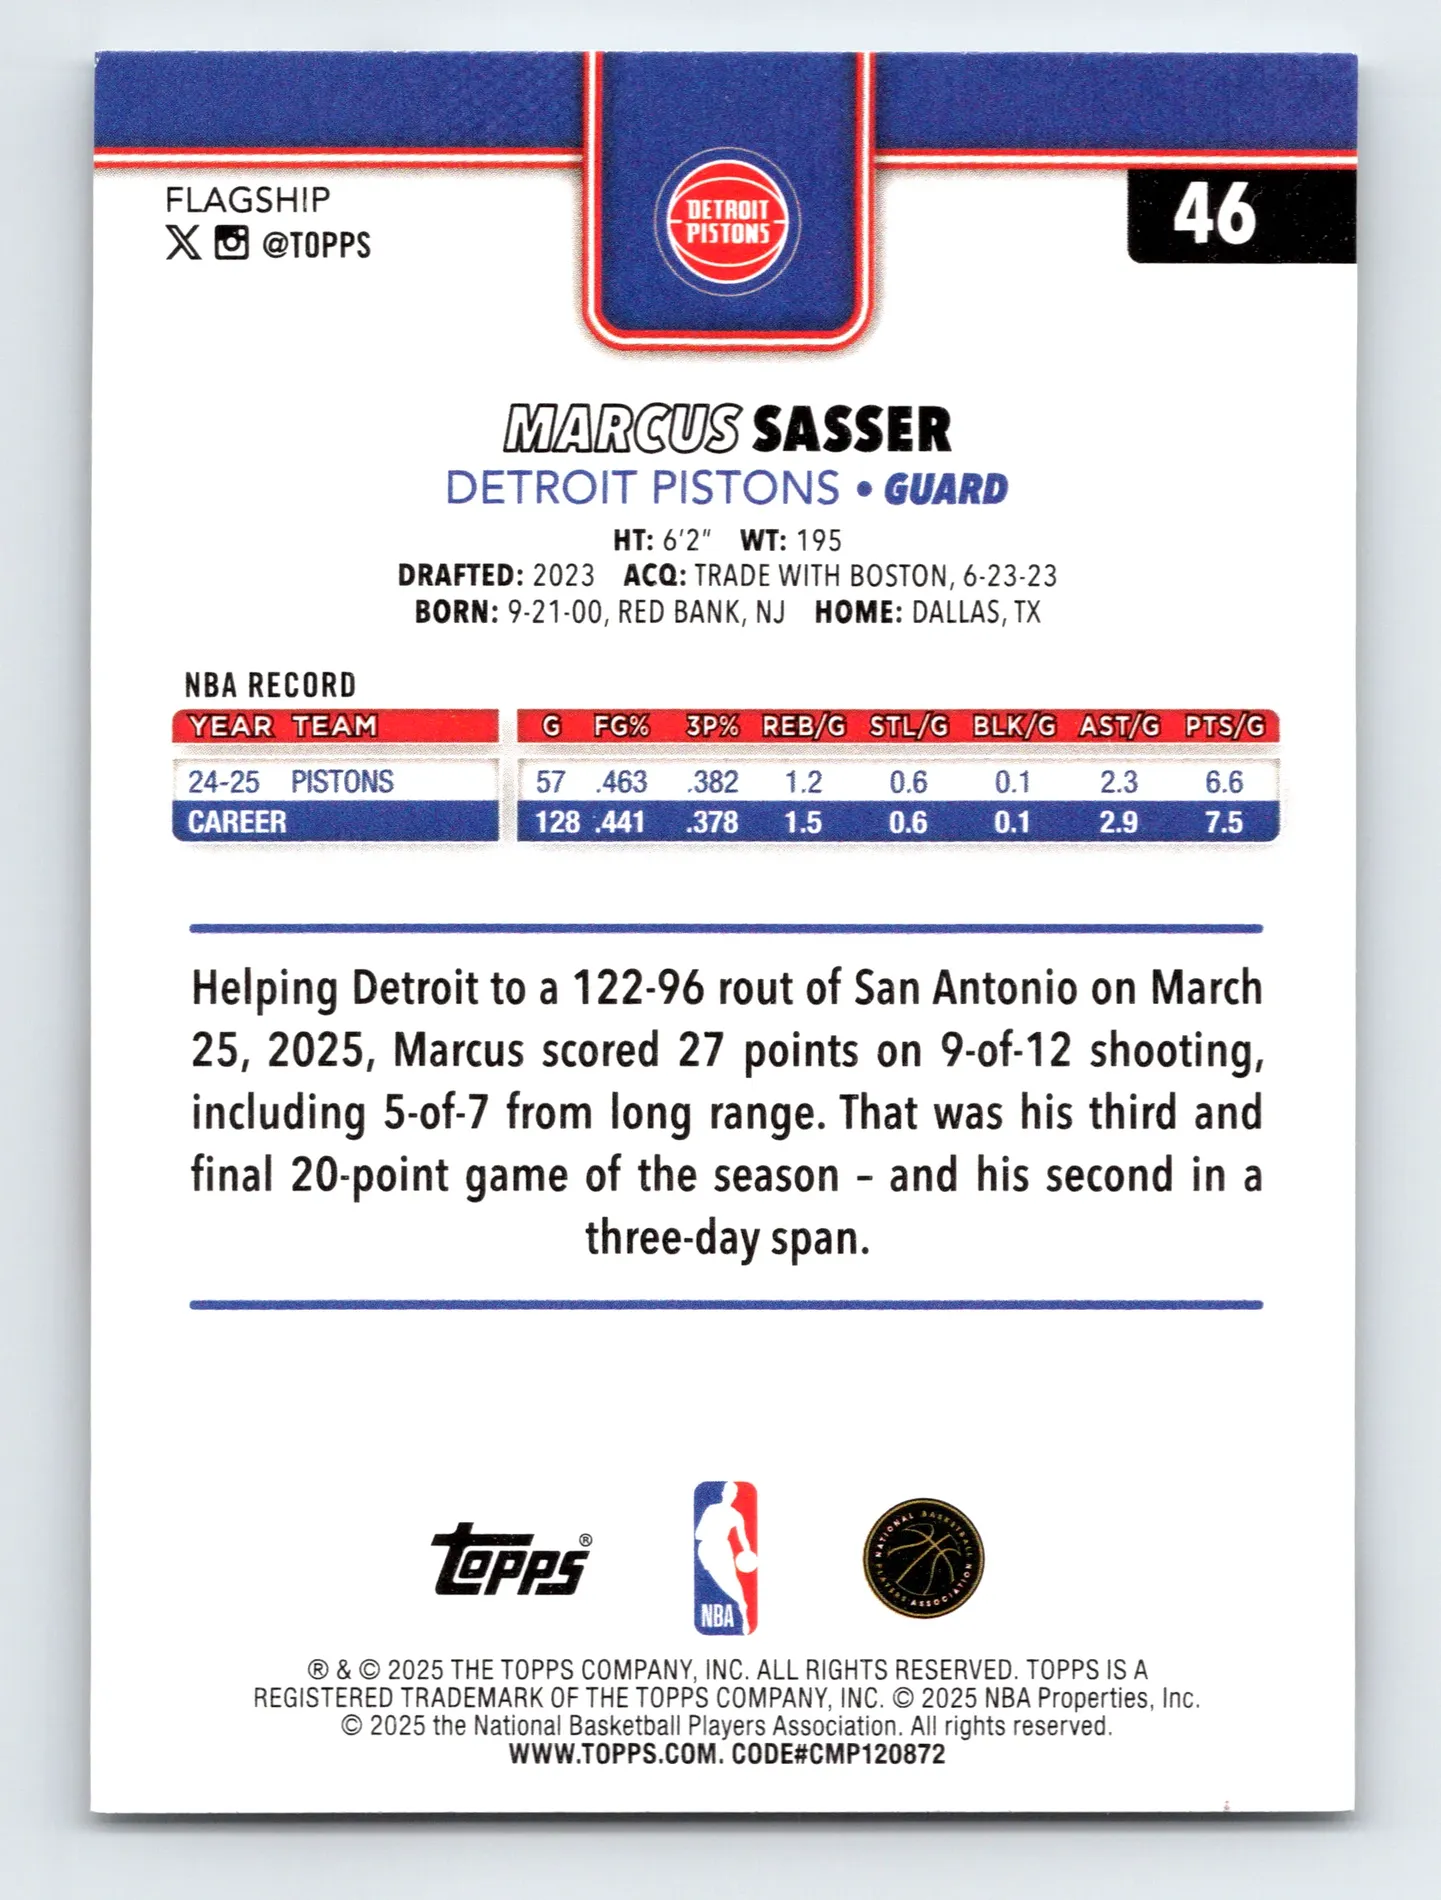 FLAGSHIP
X @TOPPS
DETROIT
PISTONS
46
MARCUS SASSER
DETROIT PISTONS • GUARD
HT: 6'2" WT: 195
DRAFTED: 2023 ACQ: TRADE WITH BOSTON, 6-23-23
BORN: 9-21-00, RED BANK, NJ HOME: DALLAS, TX
NBA RECORD
YEAR TEAM G FG% 3P% REB/G STL/G BLK/G AST/G PTS/G
24-25 PISTONS 57 .463 .382 1.2 0.6 0.1 2.3 6.6
CAREER 128 .441 .378 1.5 0.6 0.1 2.9 7.5
Helping Detroit to a 122-96 rout of San Antonio on March
25, 2025, Marcus scored 27 points on 9-of-12 shooting,
including 5-of-7 from long range. That was his third and
final 20-point game of the season – and his second in a
three-day span.
topps®
NBA
NATIONAL BASKETBALL PLAYERS ASSOCIATION
® & © 2025 THE TOPPS COMPANY, INC. ALL RIGHTS RESERVED. TOPPS IS A
REGISTERED TRADEMARK OF THE TOPPS COMPANY, INC. © 2025 NBA Properties, Inc.
© 2025 the National Basketball Players Association. All rights reserved.
WWW.TOPPS.COM. CODE#CMP120872